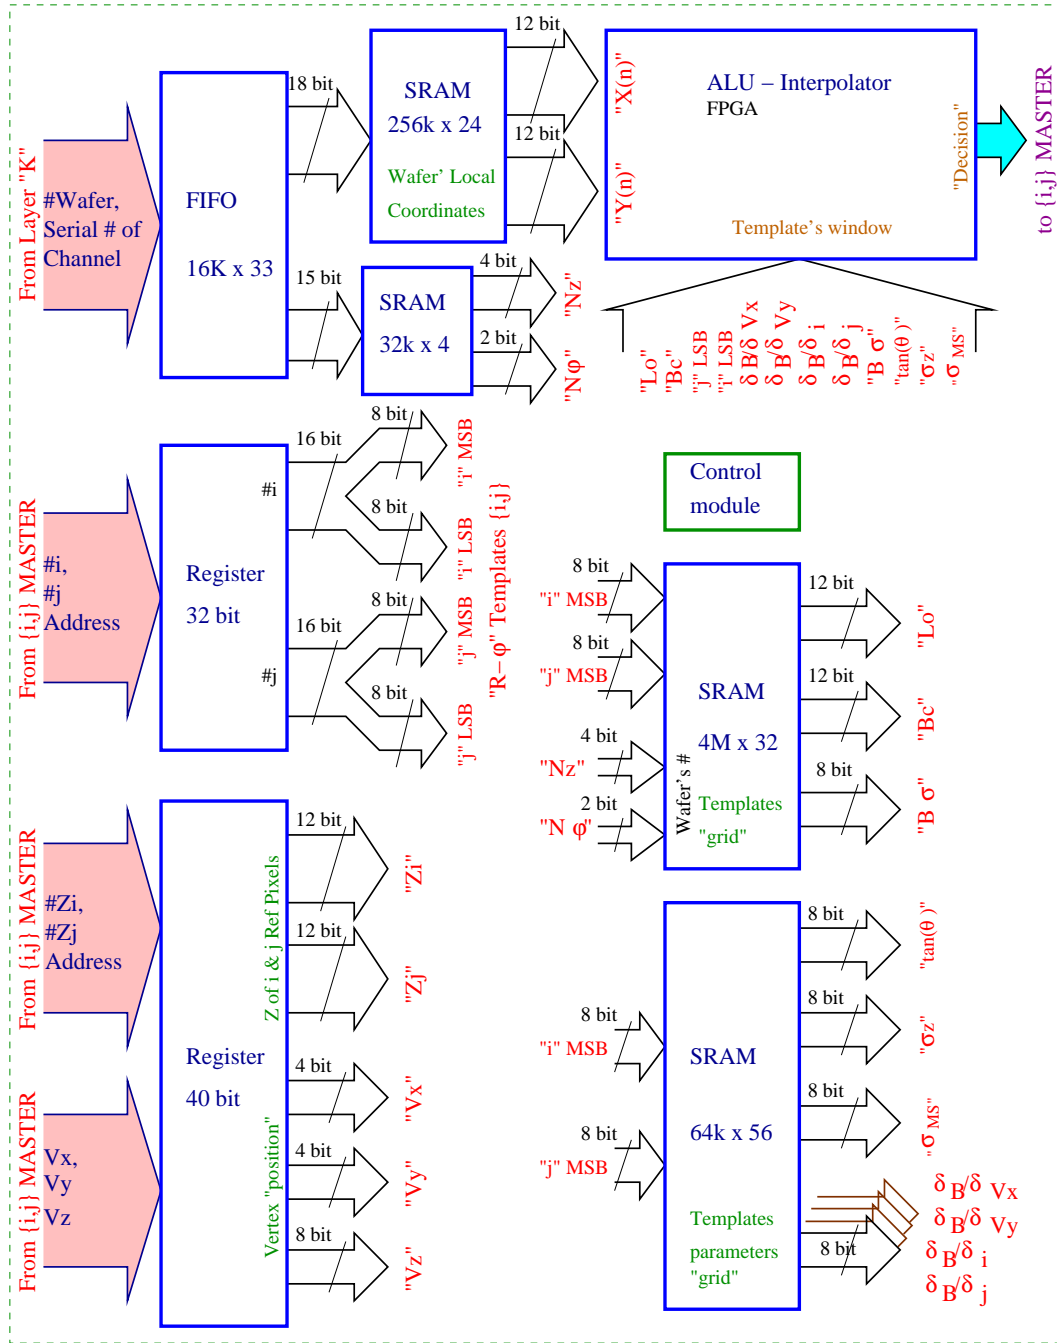 From Layer "K"
#Wafer,
Serial # of
Channel
FIFO
16K x 33
18 bit
15 bit
SRAM
256k x 24
Wafer' Local
Coordinates
12 bit
12 bit
"X(n)"
"Y(n)"
SRAM
32k x 4
4 bit
2 bit
"Nz"
"Nφ"
ALU − Interpolator
FPGA
Template's window
"Decision"
to {i,j} MASTER
"Lo"
"Bc"
"j" LSB
"i" LSB
δ B/δ Vx
δ B/δ Vy
δ B/δ i
δ B/δ j
"B σ"
"tan(θ )"
"σz"
"σ MS"
From {i,j} MASTER
#i,
#j
Address
Register
32 bit
#i
#j
16 bit
16 bit
8 bit
8 bit
8 bit
8 bit
"i" MSB
"i" LSB
"j" MSB
"j" LSB
"R−φ" Templates {i,j}
Control
module
8 bit
"i" MSB
8 bit
"j" MSB
4 bit
"Nz"
2 bit
"N φ"
Wafer's #
SRAM
4M x 32
Templates
"grid"
12 bit
12 bit
8 bit
"Lo"
"Bc"
"B σ"
From {i,j} MASTER
#Zi,
#Zj
Address
From {i,j} MASTER
Vx,
Vy
Vz
Register
40 bit
Z of i & j Ref Pixels
Vertex "position"
12 bit
12 bit
4 bit
4 bit
8 bit
"Zi"
"Zj"
"Vx"
"Vy"
"Vz"
8 bit
"i" MSB
8 bit
"j" MSB
SRAM
64k x 56
Templates
parameters
"grid"
8 bit
8 bit
8 bit
8 bit
"tan(θ )"
"σz"
"σ MS"
δ B/δ Vx
δ B/δ Vy
δ B/δ i
δ B/δ j